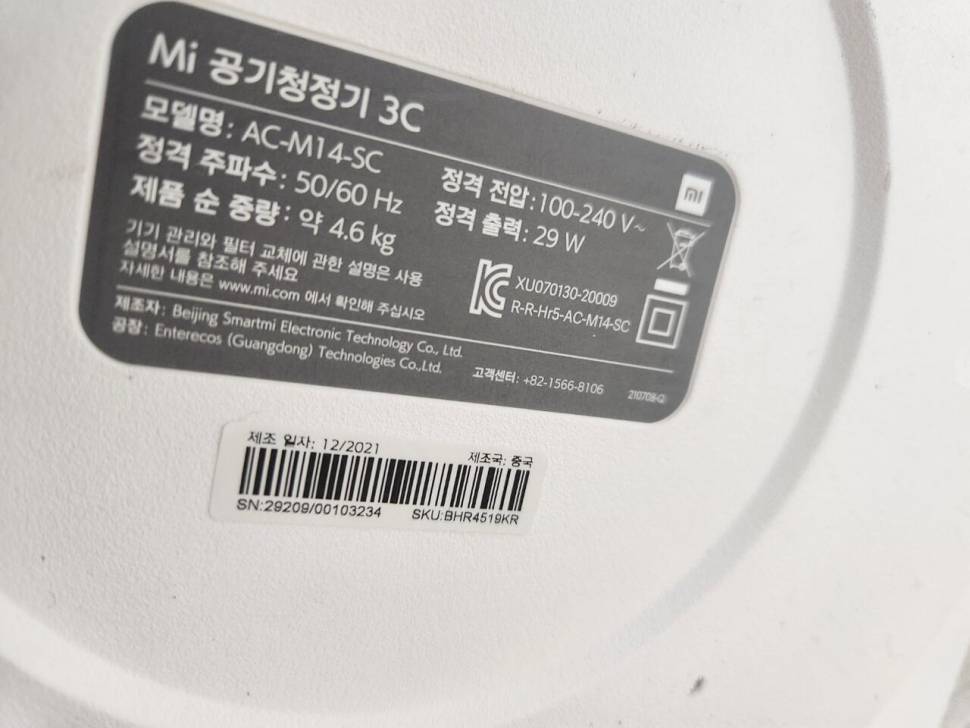 Mi 공기청정기 3C
모델명: AC-M14-SC
정격 주파수: 50/60 Hz
제품 순 중량: 약 4.6 kg
정격 전압: 100-240 V~
정격 출력: 29 W
기기 관리와 필터 교체에 관한 설명은 사용
설명서를 참조해 주세요
자세한 내용은 www.mi.com 에서 확인해 주십시오
XU070130-20009
R-R-Hr5-AC-M14-SC
제조자: Beijing Smartmi Electronic Technology Co., Ltd.
공장: Enterecos (Guangdong) Technologies Co.,Ltd.
고객센터: +82-1566-8106
210708-Q
제조 일자: 12/2021
제조국: 중국
SN:29209/00103234
SKU:BHR4519KR